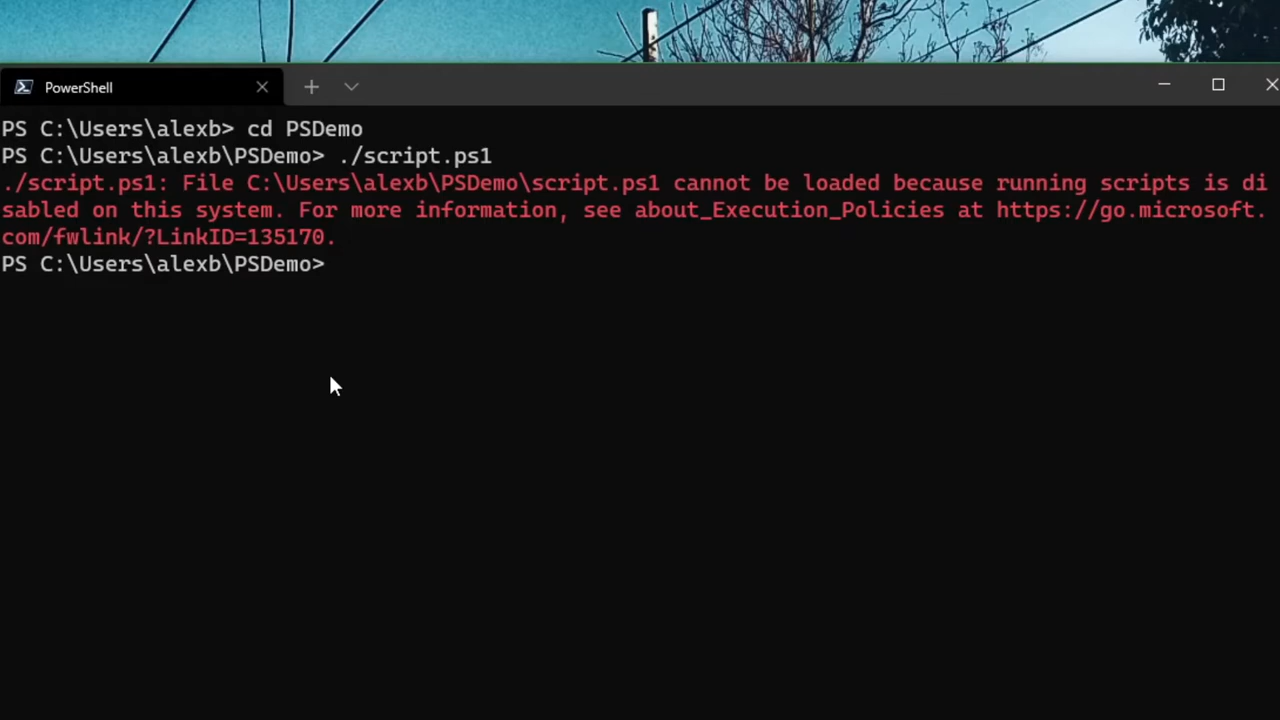 PowerShell
PS C:\Users\alexb> cd PSDemo
PS C:\Users\alexb\PSDemo> ./script.ps1
./script.ps1: File C:\Users\alexb\PSDemo\script.ps1 cannot be loaded because running scripts is di
sabled on this system. For more information, see about_Execution_Policies at https://go.microsoft.
com/fwlink/?LinkID=135170.
PS C:\Users\alexb\PSDemo>